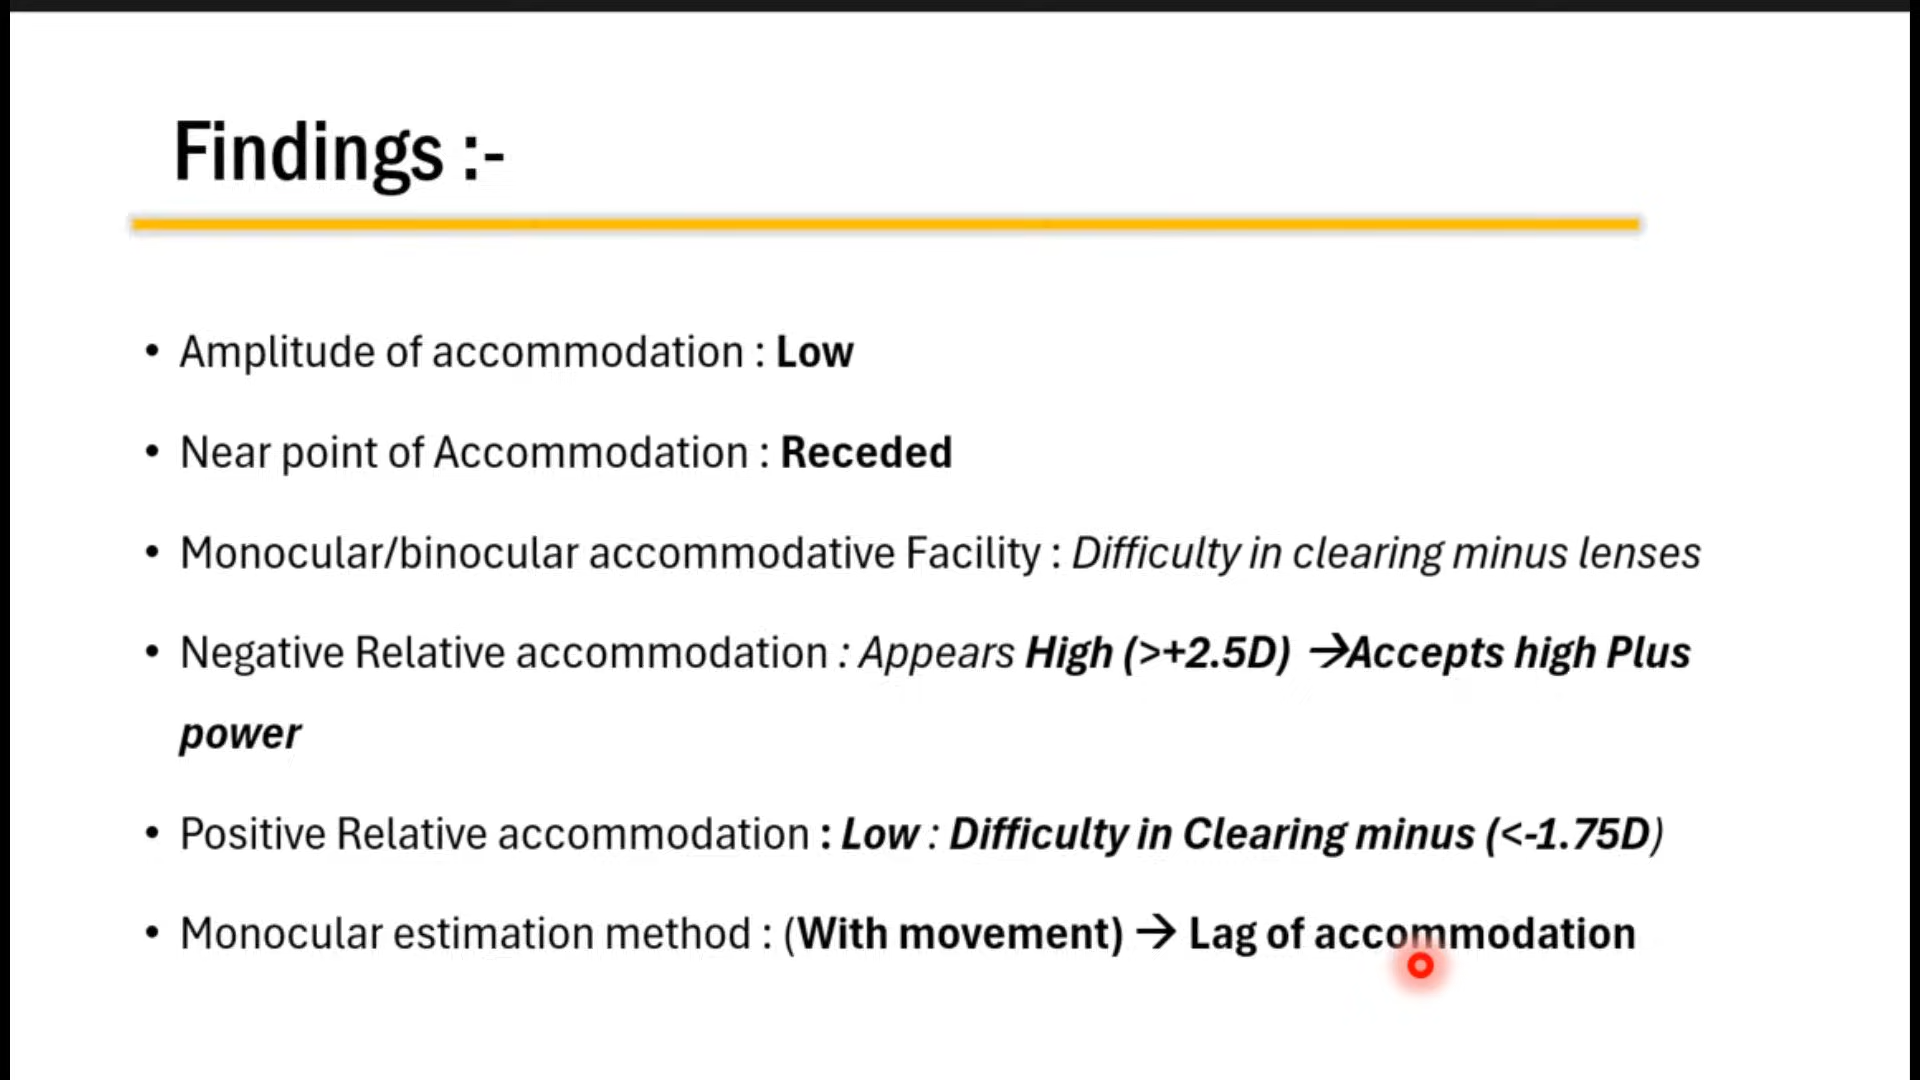 Findings :-
• Amplitude of accommodation : Low
• Near point of Accommodation : Receded
• Monocular/binocular accommodative Facility : Difficulty in clearing minus lenses
• Negative Relative accommodation : Appears High (>+2.5D) →Accepts high Plus
power
• Positive Relative accommodation : Low : Difficulty in Clearing minus (<-1.75D)
• Monocular estimation method : (With movement) → Lag of accommodation